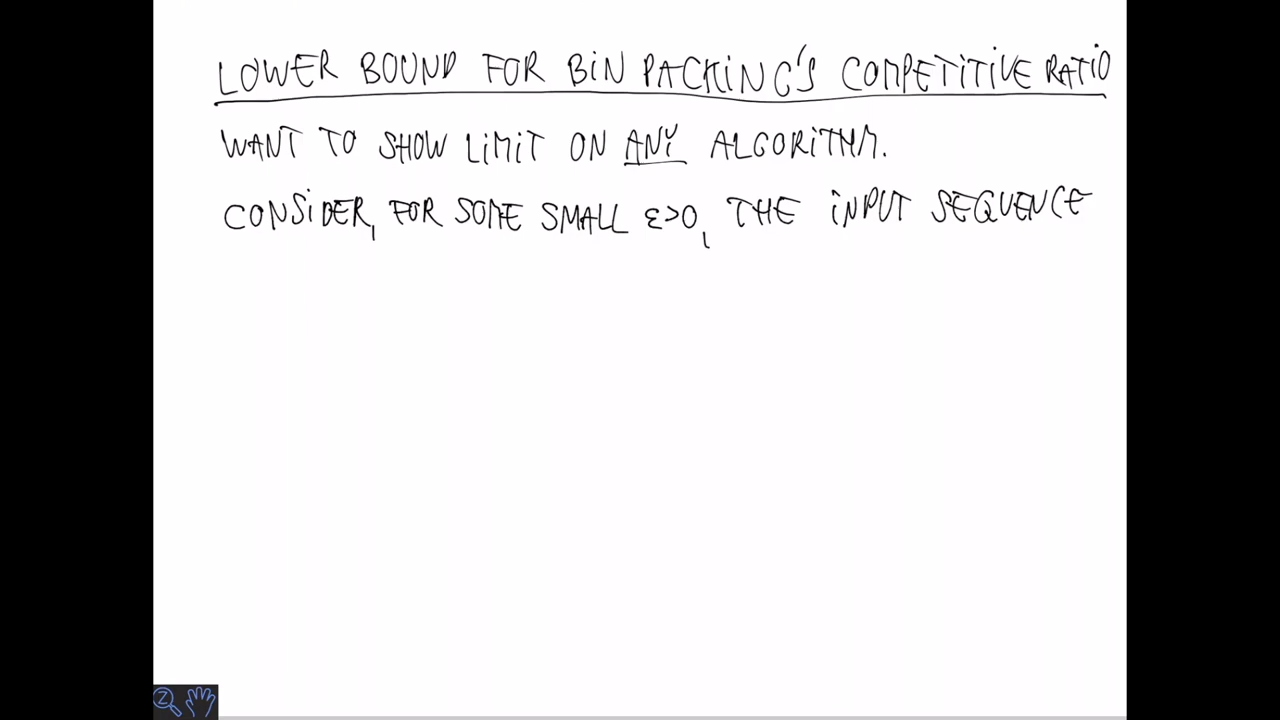 LOWER BOUND FOR BIN PACKING'S COMPETITIVE RATIO
WANT TO SHOW LIMIT ON ANY ALGORITHM.
CONSIDER, FOR SOME SMALL ε>0, THE INPUT SEQUENCE
Z